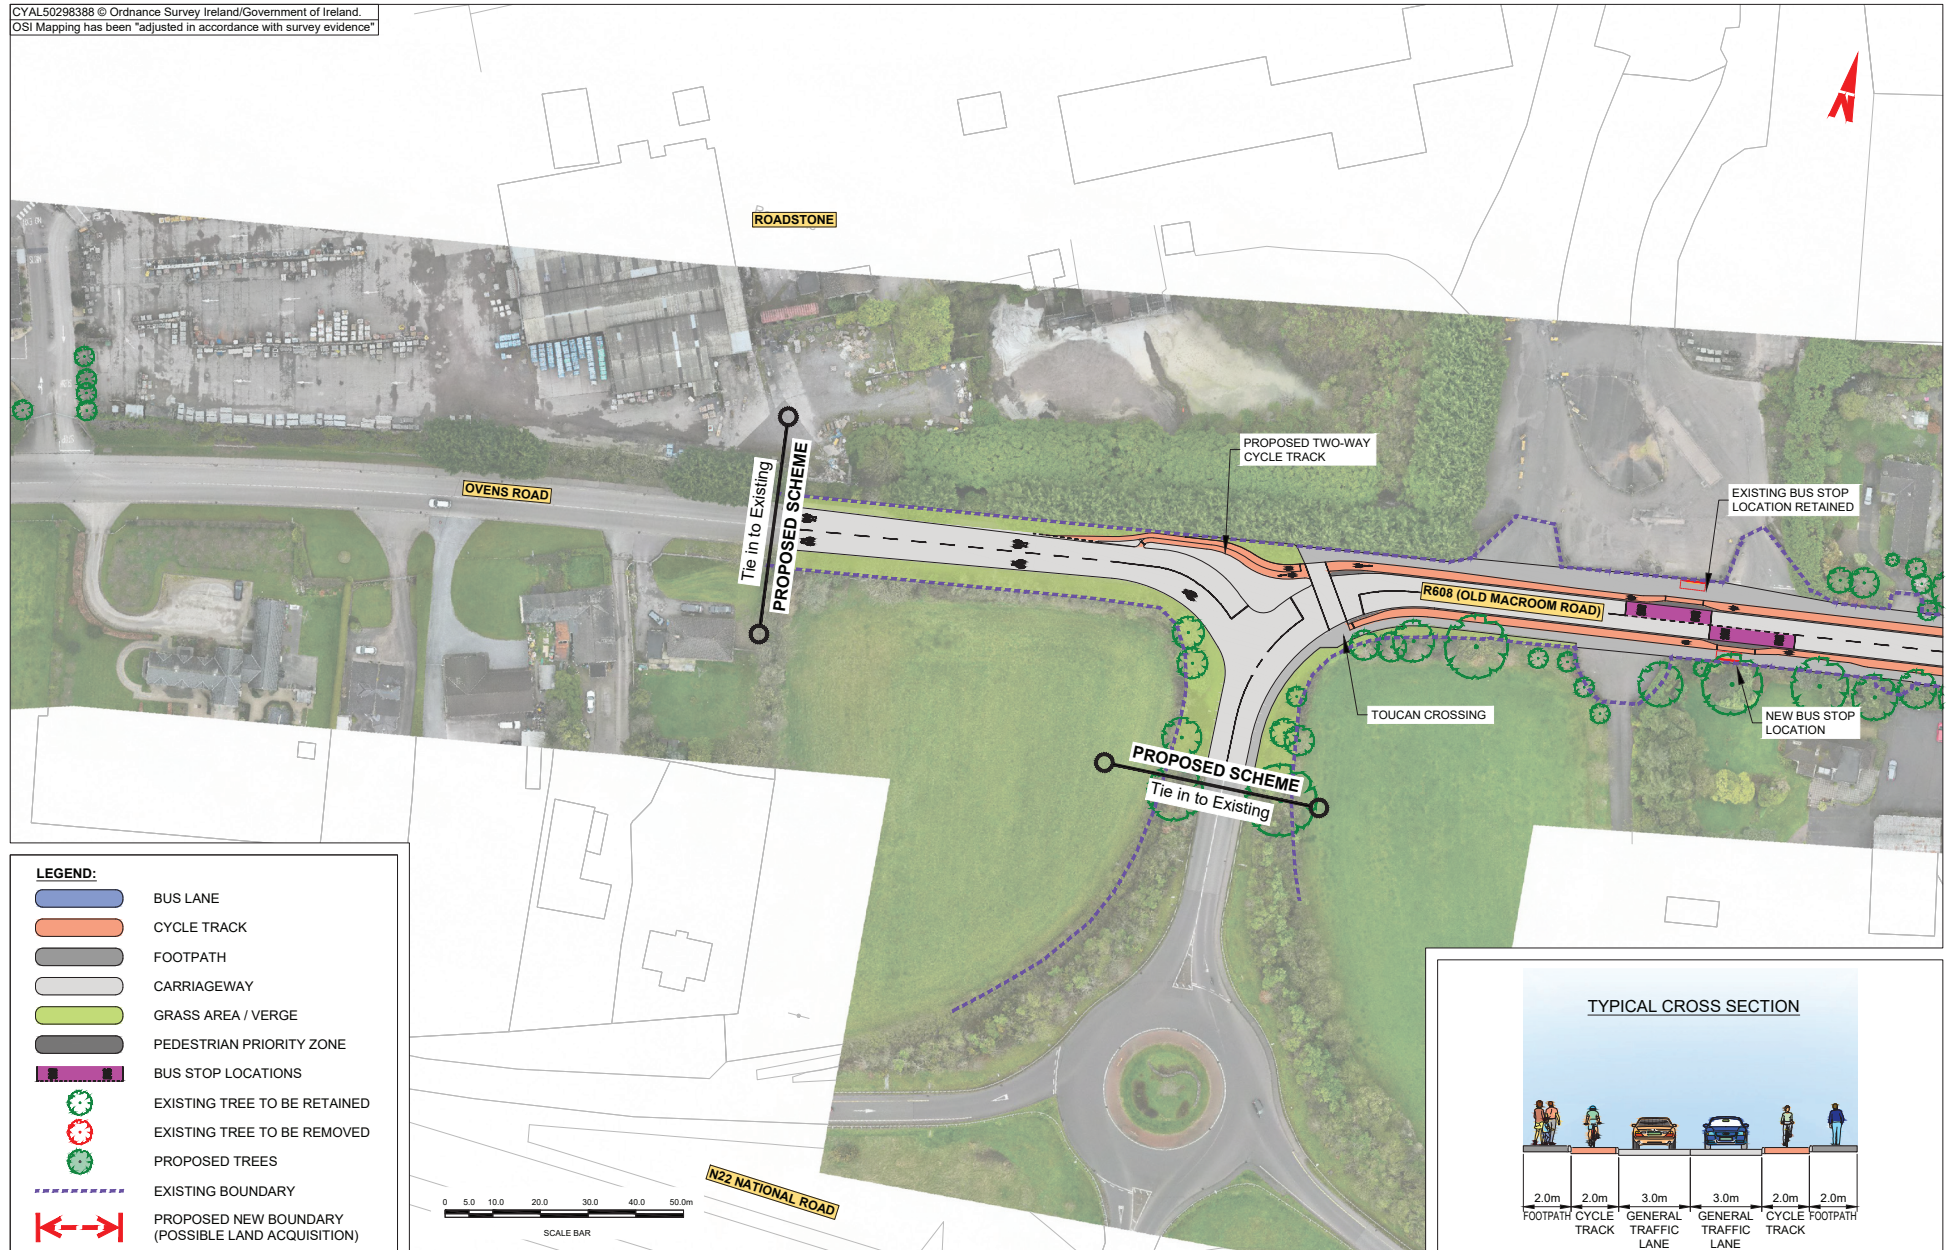 CYAL50298388 © Ordnance Survey Ireland/Government of Ireland.
OSI Mapping has been "adjusted in accordance with survey evidence"
N
ROADSTONE
PROPOSED TWO-WAY
CYCLE TRACK
EXISTING BUS STOP
LOCATION RETAINED
OVENS ROAD
Tie in to Existing
PROPOSED SCHEME
R608 (OLD MACROOM ROAD)
TOUCAN CROSSING
NEW BUS STOP
LOCATION
PROPOSED SCHEME
Tie in to Existing
LEGEND:
BUS LANE
CYCLE TRACK
FOOTPATH
CARRIAGEWAY
GRASS AREA / VERGE
PEDESTRIAN PRIORITY ZONE
BUS STOP LOCATIONS
EXISTING TREE TO BE RETAINED
EXISTING TREE TO BE REMOVED
PROPOSED TREES
EXISTING BOUNDARY
PROPOSED NEW BOUNDARY
(POSSIBLE LAND ACQUISITION)
N22 NATIONAL ROAD
0 5.0 10.0 20.0 30.0 40.0 50.0m
SCALE BAR
TYPICAL CROSS SECTION
2.0m 2.0m 3.0m 3.0m 2.0m 2.0m
FOOTPATH CYCLE GENERAL GENERAL CYCLE FOOTPATH
TRACK TRAFFIC TRAFFIC TRACK
LANE LANE